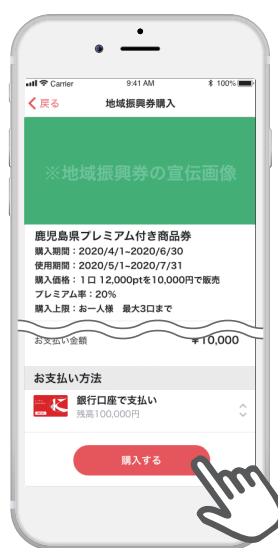 Carrier 9:41 AM 100%
戻る 地域振興券購入
※地域振興券の宣伝画像
鹿児島県プレミアム付き商品券
購入期間：2020/4/1~2020/6/30
使用期間：2020/5/1~2020/7/31
購入価格：1口 12,000ptを10,000円で販売
プレミアム率：20%
購入上限：お一人様 最大3口まで
お支払い金額 ¥10,000
お支払い方法
銀行口座で支払い
残高100,000円
購入する